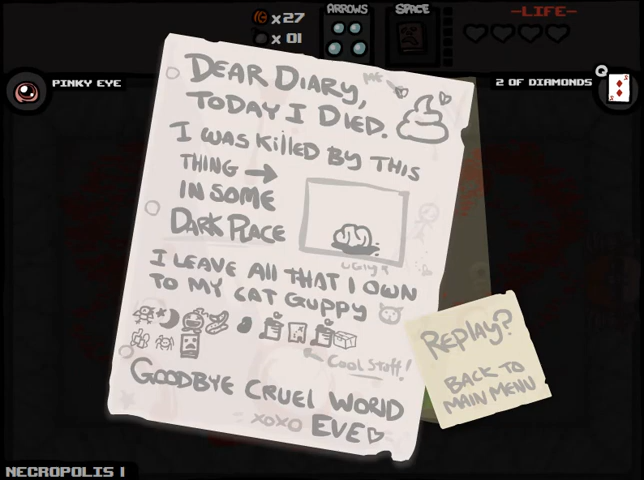 x27
x 01
ARROWS
SPACE
-LIFE-
PINKY EYE
2 OF DIAMONDS
Q
DEAR DIARY,
TODAY I DIED.
I WAS KILLED BY THIS
THING
IN SOME
DARK PLACE
UGLY
I LEAVE ALL THAT I OWN
TO MY CAT GUPPY
COOL STUFF!
GOODBYE CRUEL WORLD
XOXO EVE
REPLAY?
BACK TO
MAIN MENU
NECROPOLIS I